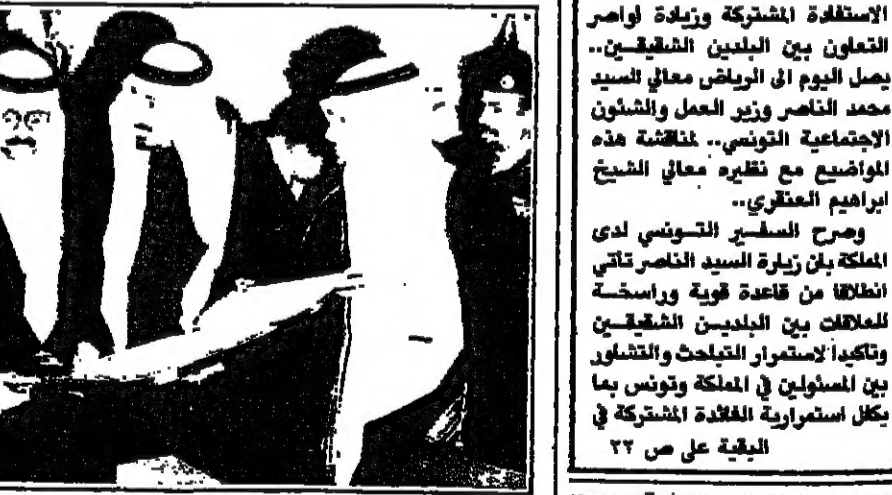 الاستفادة المشتركة وزيادة اواصر
التعاون بين البلدين الشقيقين..
يصل اليوم الى الرياض معالي السيد
محمد الناصر وزير العمل والشئون
الاجتماعية التونسي.. لمناقشة هذه
المواضيع مع نظيره معالي الشيخ
ابراهيم العنقري..
وصرح السفير التونسي لدى
المملكة بان زيارة السيد الناصر تأتي
انطلاقا من قاعدة قوية وراسخة
للعلاقات بين البلدين الشقيقين
وتأكيدا لاستمرار التباحث والتشاور
بين المسئولين في المملكة وتونس بما
يكفل استمرارية الفائدة المشتركة في
البقية على ص ٢٢